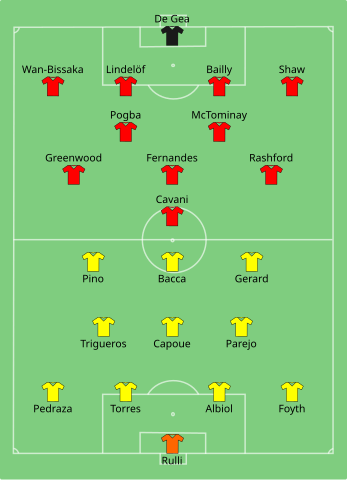 De Gea
Wan-Bissaka Lindelöf Bailly Shaw
Pogba McTominay
Greenwood Fernandes Rashford
Cavani
Pino Bacca Gerard
Trigueros Capoue Parejo
Pedraza Torres Albiol Foyth
Rulli